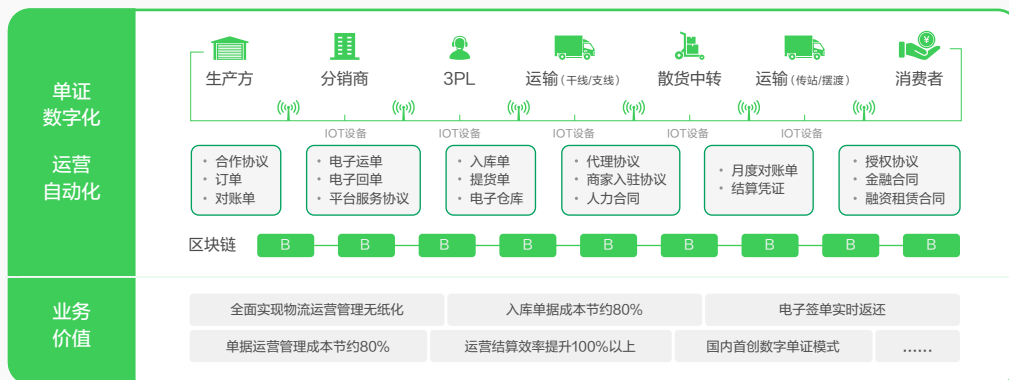 单证
数字化
运营
自动化
生产方
分销商
3PL
运输(干线/支线)
散货中转
运输(传站/摆渡)
¥
消费者
IOT设备
IOT设备
IOT设备
IOT设备
IOT设备
· 合作协议
· 订单
· 对账单
· 电子运单
· 电子回单
· 平台服务协议
· 入库单
· 提货单
· 电子仓库
· 代理协议
· 商家入驻协议
· 人力合同
· 月度对账单
· 结算凭证
· 授权协议
· 金融合同
· 融资租赁合同
区块链
B
B
B
B
B
B
B
B
B
业务
价值
全面实现物流运营管理无纸化
入库单据成本节约80%
电子签单实时返还
单据运营管理成本节约80%
运营结算效率提升100%以上
国内首创数字单证模式
......